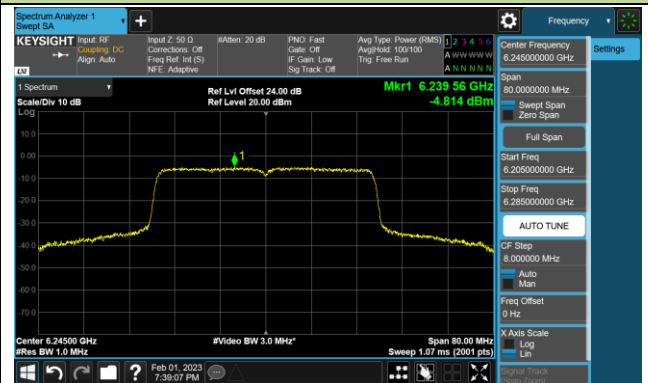 Spectrum Analyzer 1
Swept SA
Frequency
KEYSIGHT
Input: RF
Coupling: DC
Align: Auto
Input Z: 50 Ω
Corrections: Off
Freq Ref: Int (S)
NFE: Adaptive
#Atten: 20 dB
PNO: Fast
Gate: Off
IF Gain: Low
Sig Track: Off
Avg Type: Power (RMS)
Avg|Hold: 100/100
Trig: Free Run
1 2 3 4 5 6
A W W W W W
A N N N N N
LXI
1 Spectrum
Scale/Div 10 dB
Log
Ref Lvl Offset 24.00 dB
Ref Level 20.00 dBm
Mkr1 6.239 56 GHz
-4.814 dBm
10.0
0.00
-10.0
-20.0
-30.0
-40.0
-50.0
-60.0
-70.0
1
Center 6.24500 GHz
#Res BW 1.0 MHz
#Video BW 3.0 MHz*
Span 80.00 MHz
Sweep 1.07 ms (2001 pts)
Center Frequency
6.245000000 GHz
Span
80.0000000 MHz
Swept Span
Zero Span
Full Span
Start Freq
6.205000000 GHz
Stop Freq
6.285000000 GHz
AUTO TUNE
CF Step
8.000000 MHz
Auto
Man
Freq Offset
0 Hz
X Axis Scale
Log
Lin
Signal Track
(Span Zoom)
Settings
Feb 01, 2023
7:39:07 PM